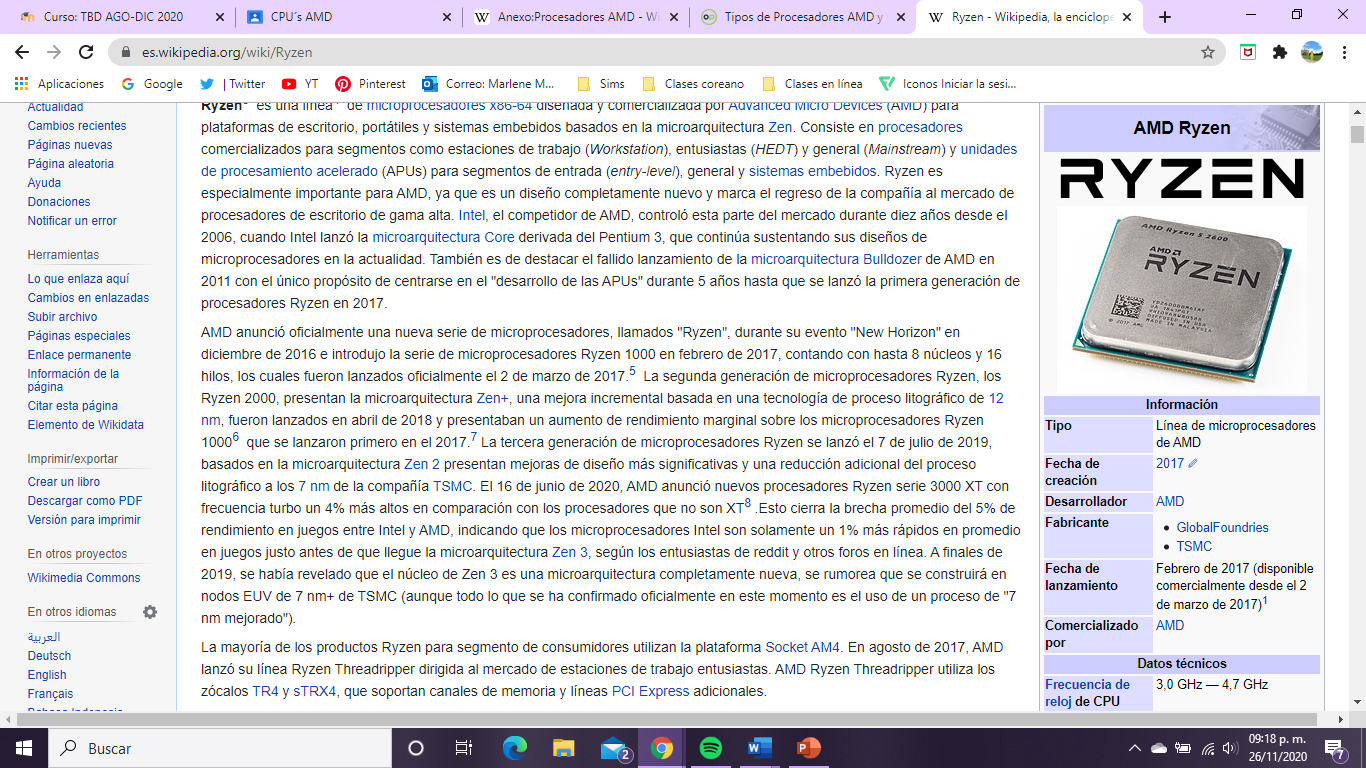 Curso: TBD AGO-DIC 2020
CPU´s AMD
Anexo:Procesadores AMD - Wi
Tipos de Procesadores AMD y
Ryzen - Wikipedia, la enciclope
es.wikipedia.org/wiki/Ryzen
Aplicaciones
Google
| Twitter
YT
Pinterest
Correo: Marlene M...
Sims
Clases coreano
Clases en línea
Iconos Iniciar la sesi...
Actualidad
Cambios recientes
Páginas nuevas
Página aleatoria
Ayuda
Donaciones
Notificar un error
Herramientas
Lo que enlaza aquí
Cambios en enlazadas
Subir archivo
Páginas especiales
Enlace permanente
Información de la
página
Citar esta página
Elemento de Wikidata
Imprimir/exportar
Crear un libro
Descargar como PDF
Versión para imprimir
En otros proyectos
Wikimedia Commons
En otros idiomas
العربية
Deutsch
English
Français
Bahasa Indonesia
Ryzen es una línea de microprocesadores x86-64 diseñada y comercializada por Advanced Micro Devices (AMD) para
plataformas de escritorio, portátiles y sistemas embebidos basados en la microarquitectura Zen. Consiste en procesadores
comercializados para segmentos como estaciones de trabajo (Workstation), entusiastas (HEDT) y general (Mainstream) y unidades
de procesamiento acelerado (APUs) para segmentos de entrada (entry-level), general y sistemas embebidos. Ryzen es
especialmente importante para AMD, ya que es un diseño completamente nuevo y marca el regreso de la compañía al mercado de
procesadores de escritorio de gama alta. Intel, el competidor de AMD, controló esta parte del mercado durante diez años desde el
2006, cuando Intel lanzó la microarquitectura Core derivada del Pentium 3, que continúa sustentando sus diseños de
microprocesadores en la actualidad. También es de destacar el fallido lanzamiento de la microarquitectura Bulldozer de AMD en
2011 con el único propósito de centrarse en el "desarrollo de las APUs" durante 5 años hasta que se lanzó la primera generación de
procesadores Ryzen en 2017.
AMD anunció oficialmente una nueva serie de microprocesadores, llamados "Ryzen", durante su evento "New Horizon" en
diciembre de 2016 e introdujo la serie de microprocesadores Ryzen 1000 en febrero de 2017, contando con hasta 8 núcleos y 16
hilos, los cuales fueron lanzados oficialmente el 2 de marzo de 2017.5 La segunda generación de microprocesadores Ryzen, los
Ryzen 2000, presentan la microarquitectura Zen+, una mejora incremental basada en una tecnología de proceso litográfico de 12
nm, fueron lanzados en abril de 2018 y presentaban un aumento de rendimiento marginal sobre los microprocesadores Ryzen
10006 que se lanzaron primero en el 2017.7 La tercera generación de microprocesadores Ryzen se lanzó el 7 de julio de 2019,
basados en la microarquitectura Zen 2 presentan mejoras de diseño más significativas y una reducción adicional del proceso
litográfico a los 7 nm de la compañía TSMC. El 16 de junio de 2020, AMD anunció nuevos procesadores Ryzen serie 3000 XT con
frecuencia turbo un 4% más altos en comparación con los procesadores que no son XT8 .Esto cierra la brecha promedio del 5% de
rendimiento en juegos entre Intel y AMD, indicando que los microprocesadores Intel son solamente un 1% más rápidos en promedio
en juegos justo antes de que llegue la microarquitectura Zen 3, según los entusiastas de reddit y otros foros en línea. A finales de
2019, se había revelado que el núcleo de Zen 3 es una microarquitectura completamente nueva, se rumorea que se construirá en
nodos EUV de 7 nm+ de TSMC (aunque todo lo que se ha confirmado oficialmente en este momento es el uso de un proceso de "7
nm mejorado").
La mayoría de los productos Ryzen para segmento de consumidores utilizan la plataforma Socket AM4. En agosto de 2017, AMD
lanzó su línea Ryzen Threadripper dirigida al mercado de estaciones de trabajo entusiastas. AMD Ryzen Threadripper utiliza los
zócalos TR4 y sTRX4, que soportan canales de memoria y líneas PCI Express adicionales.
AMD Ryzen
RYZEN
AMD Ryzen 5 2600
AMD
RYZEN
Información
Tipo
Línea de microprocesadores
de AMD
Fecha de
creación
2017
Desarrollador
AMD
Fabricante
• GlobalFoundries
• TSMC
Fecha de
lanzamiento
Febrero de 2017 (disponible
comercialmente desde el 2
de marzo de 2017)1
Comercializado
por
AMD
Datos técnicos
Frecuencia de
reloj de CPU
3,0 GHz — 4,7 GHz
Buscar
2
09:18 p. m.
26/11/2020
7